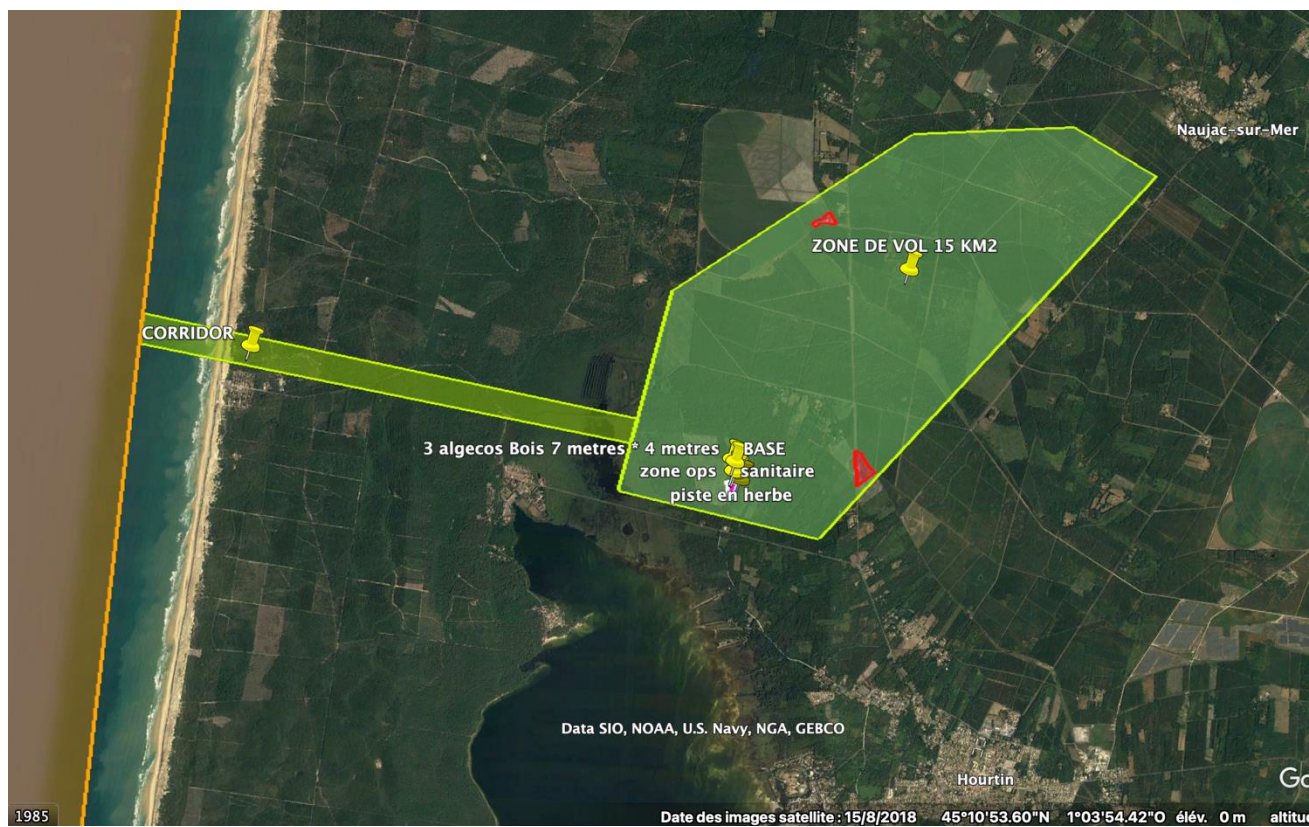 Naujac-sur-Mer
ZONE DE VOL 15 KM2
CORRIDOR
3 algecos Bois 7 metres * 4 metres BASE
zone ops sanitaire
piste en herbe
Data SIO, NOAA, U.S. Navy, NGA, GEBCO
Hourtin
Go
1985 Date des images satellite : 15/8/2018 45°10'53.60"N 1°03'54.42"O élév. 0 m altitu